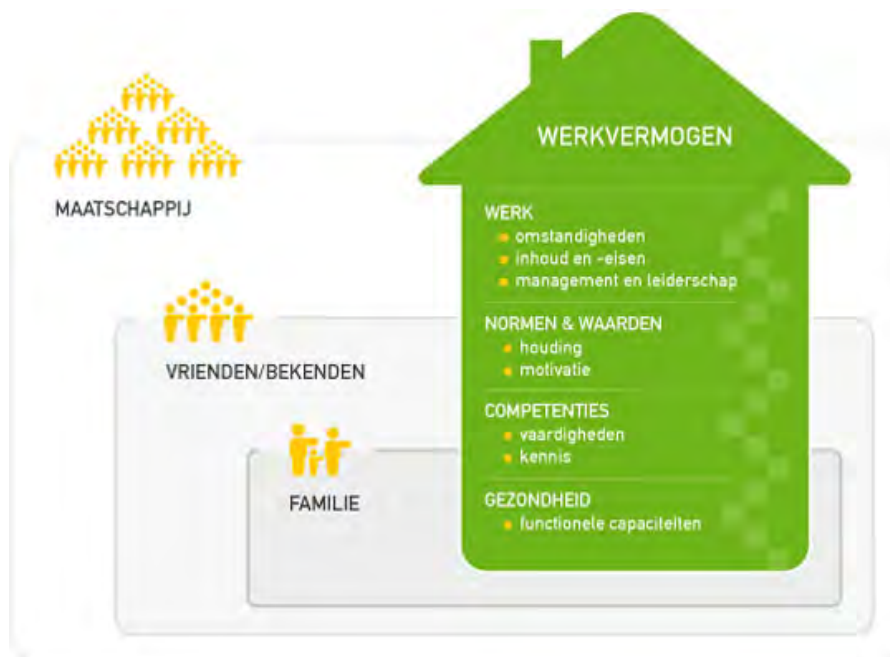 WERKVERMOGEN
MAATSCHAPPIJ
WERK
omstandigheden
inhoud en -eisen
management en leiderschap
VRIENDEN/BEKENDEN
NORMEN & WAARDEN
houding
motivatie
COMPETENTIES
vaardigheden
kennis
FAMILIE
GEZONDHEID
functionele capaciteiten